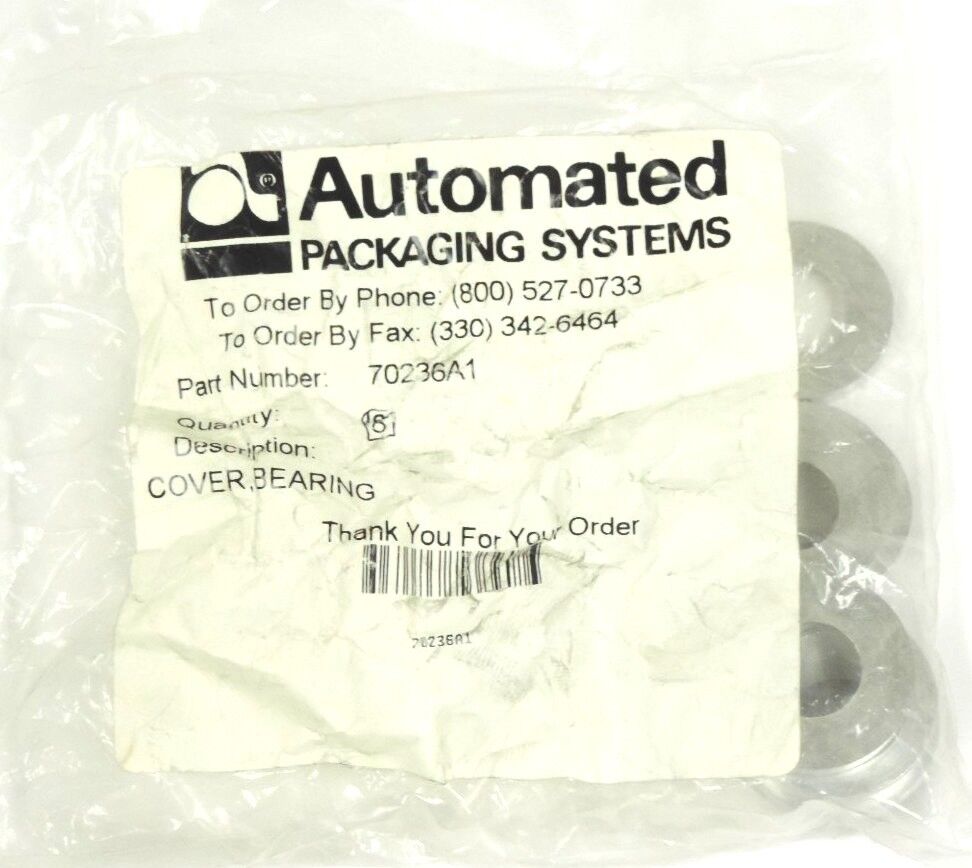 Automated
PACKAGING SYSTEMS
To Order By Phone: (800) 527-0733
To Order By Fax: (330) 342-6464
Part Number: 70236A1
Quantity:
Description:
COVER,BEARING
Thank You For Your Order
70236A1